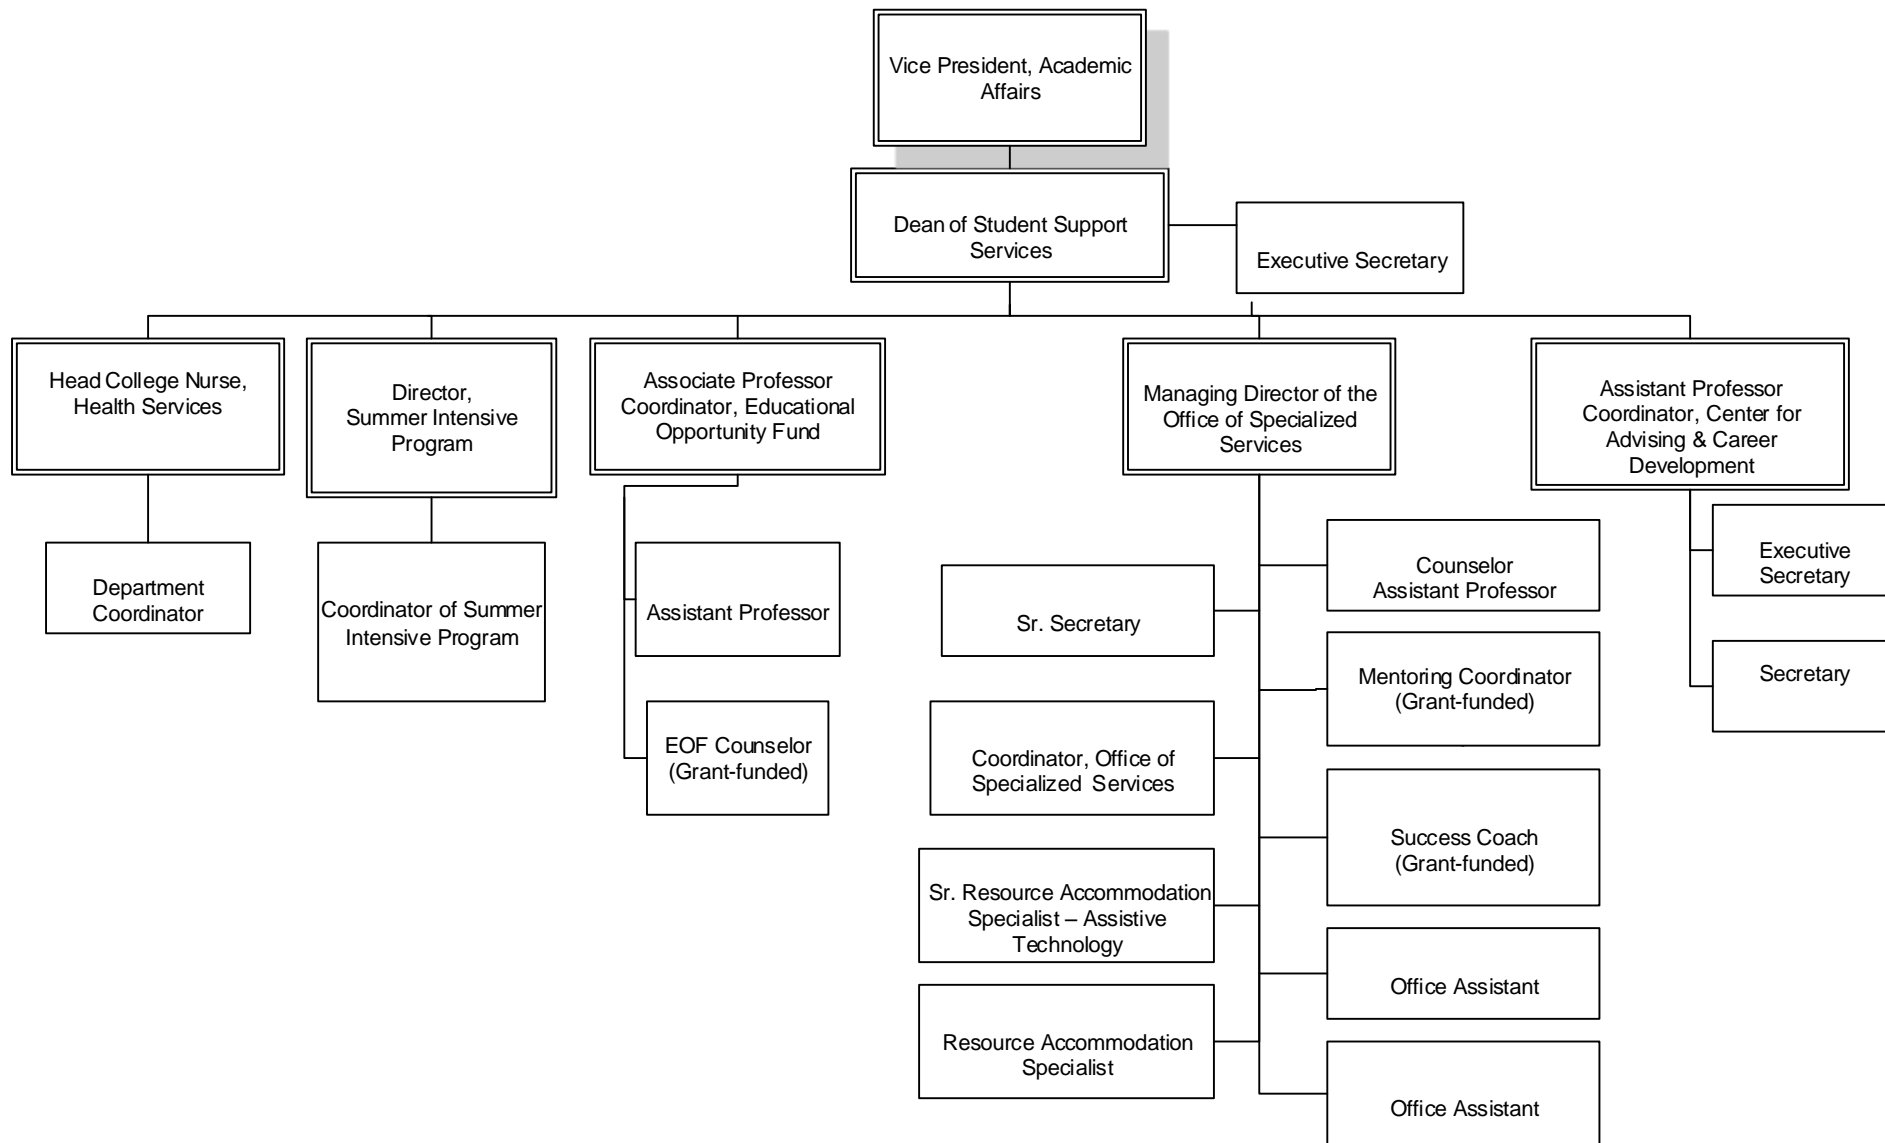 Vice President, Academic
Affairs
Dean of Student Support
Services
Executive Secretary
Head College Nurse,
Health Services
Director,
Summer Intensive
Program
Associate Professor
Coordinator, Educational
Opportunity Fund
Managing Director of the
Office of Specialized
Services
Assistant Professor
Coordinator, Center for
Advising & Career
Development
Department
Coordinator
Coordinator of Summer
Intensive Program
Assistant Professor
EOF Counselor
(Grant-funded)
Sr. Secretary
Coordinator, Office of
Specialized Services
Sr. Resource Accommodation
Specialist – Assistive
Technology
Resource Accommodation
Specialist
Counselor
Assistant Professor
Mentoring Coordinator
(Grant-funded)
Success Coach
(Grant-funded)
Office Assistant
Office Assistant
Executive
Secretary
Secretary